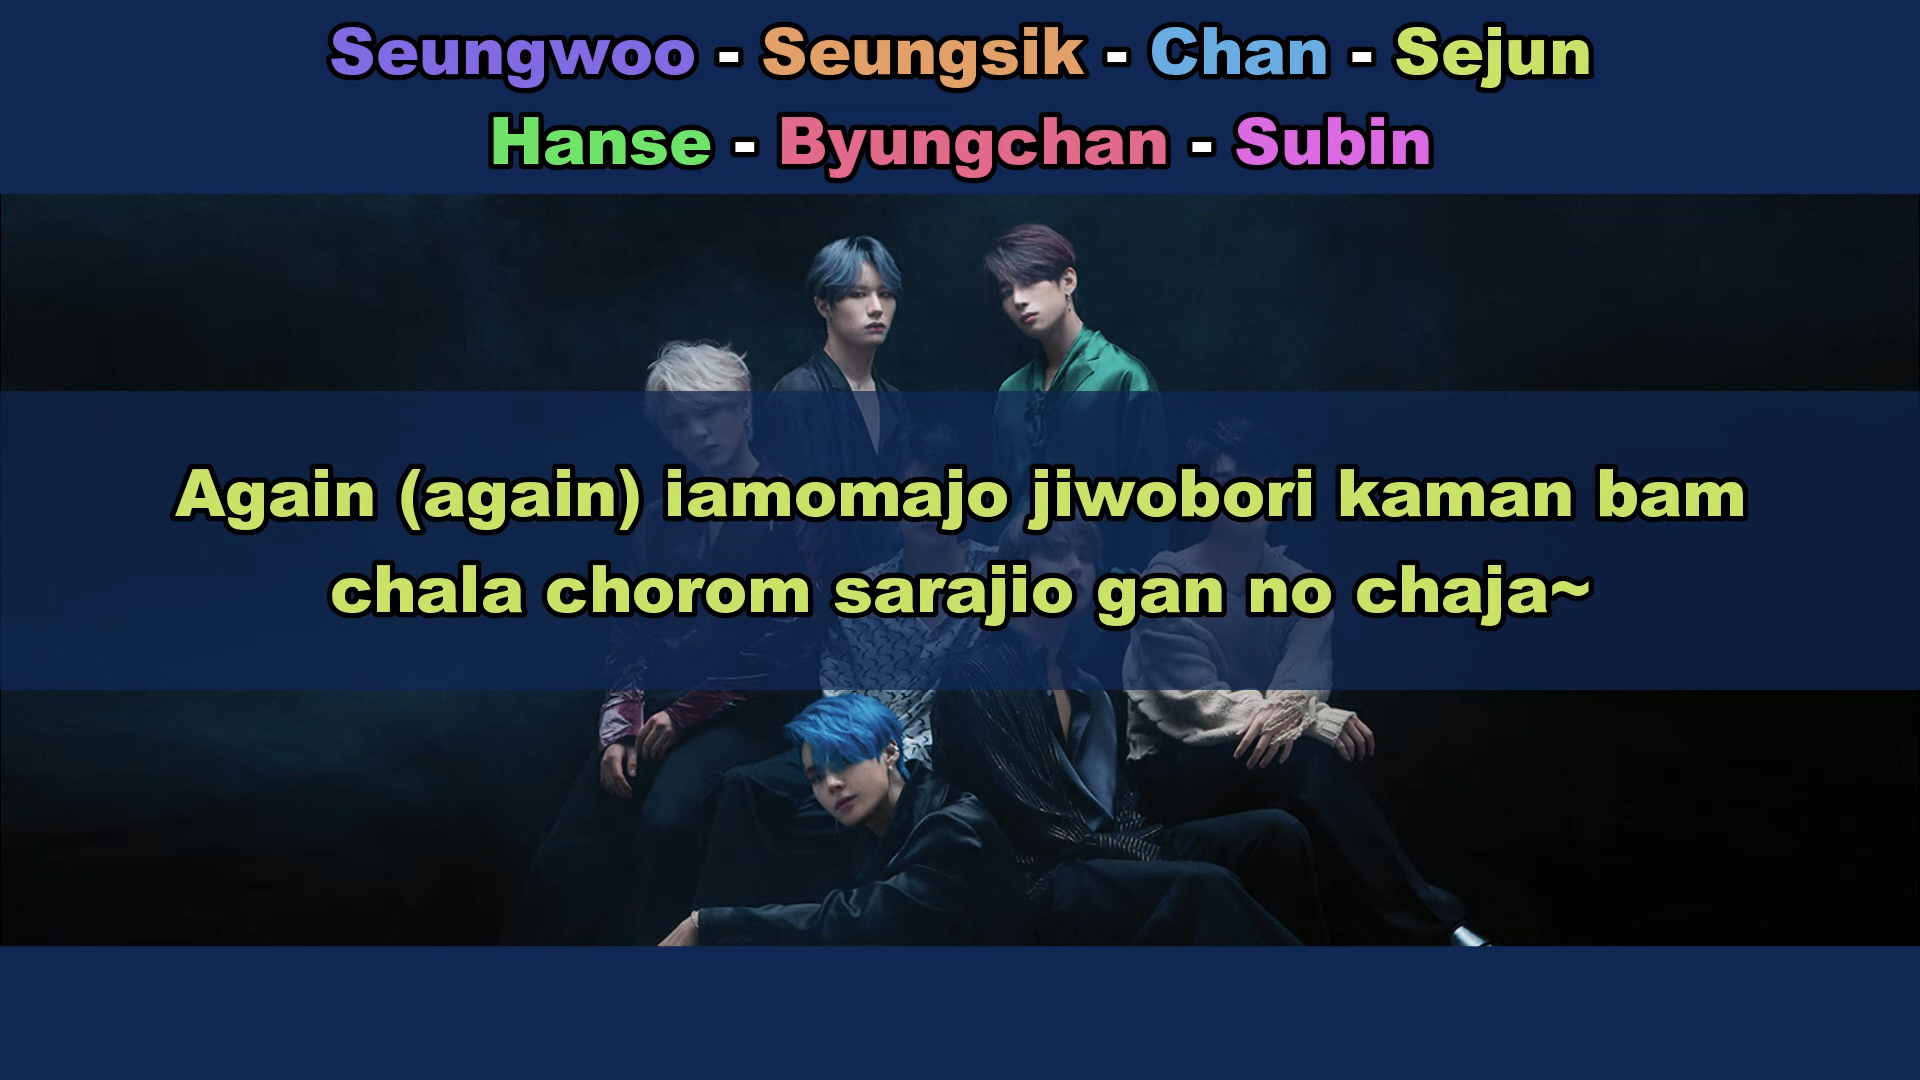 Seungwoo - Seungsik - Chan - Sejun
Hanse - Byungchan - Subin
Again (again) iamomajo jiwobori kaman bam
chala chorom sarajio gan no chaja~